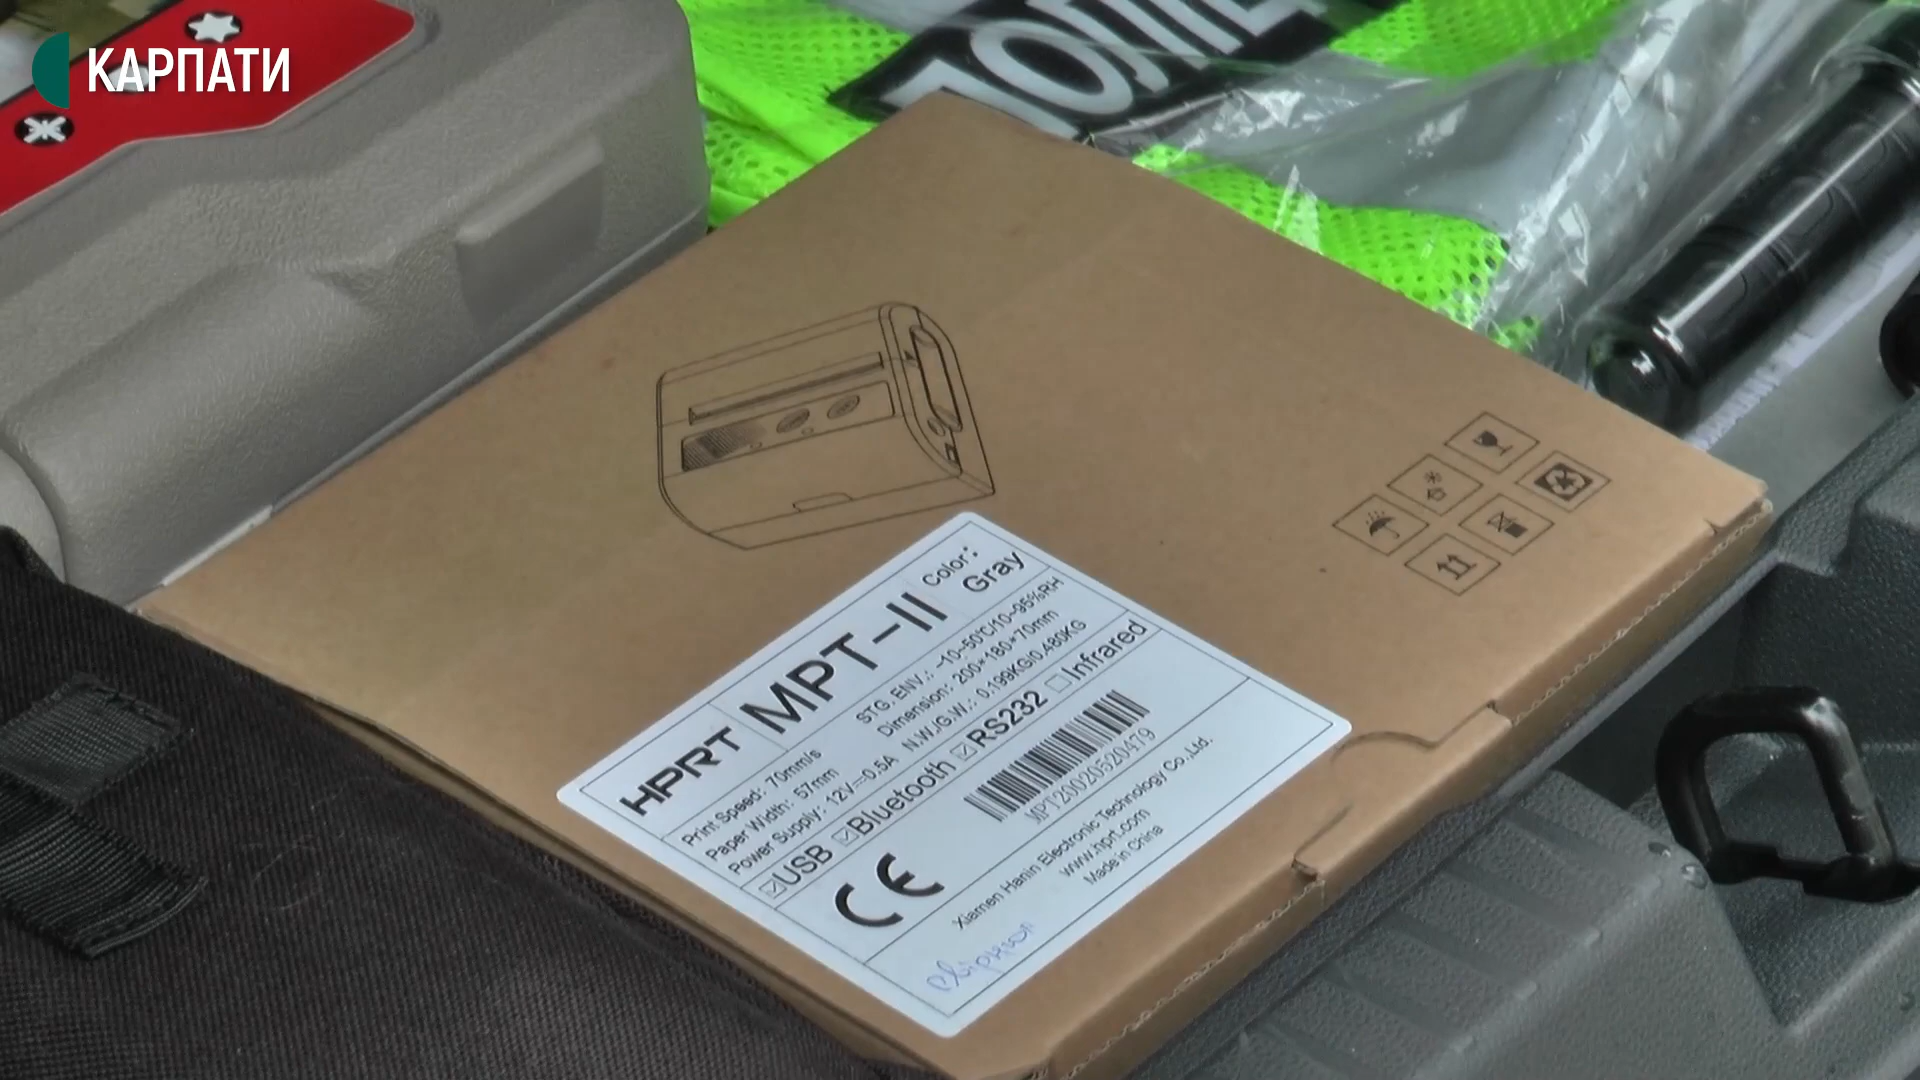 КАРПАТИ
HPRT MPT-II Color: Gray
Print Speed: 70mm/s
Paper Width: 57mm
Power Supply: 12V⎓0.5A
STG. ENV.: -10~50℃/10~95%RH
Dimension: 200*180*70mm
N.W./G.W.: 0.199KG/0.480KG
☑USB ☑Bluetooth ☑RS232 ☐Infrared
CE
MPT20020520479
Xiamen Hanin Electronic Technology Co.,Ltd.
www.hprt.com
Made in China